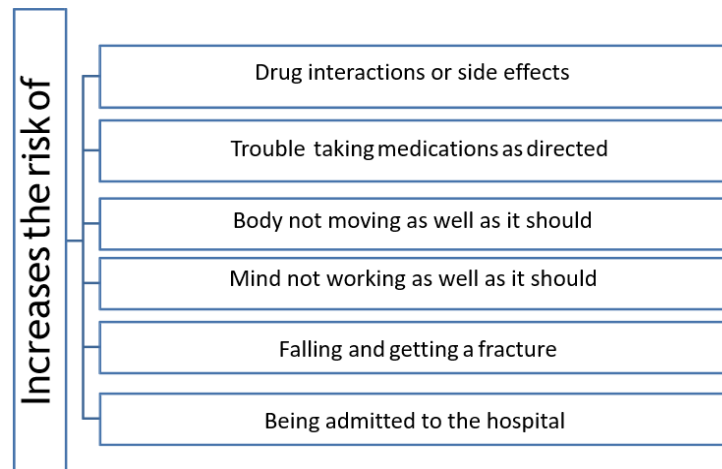 Increases the risk of
Drug interactions or side effects
Trouble taking medications as directed
Body not moving as well as it should
Mind not working as well as it should
Falling and getting a fracture
Being admitted to the hospital